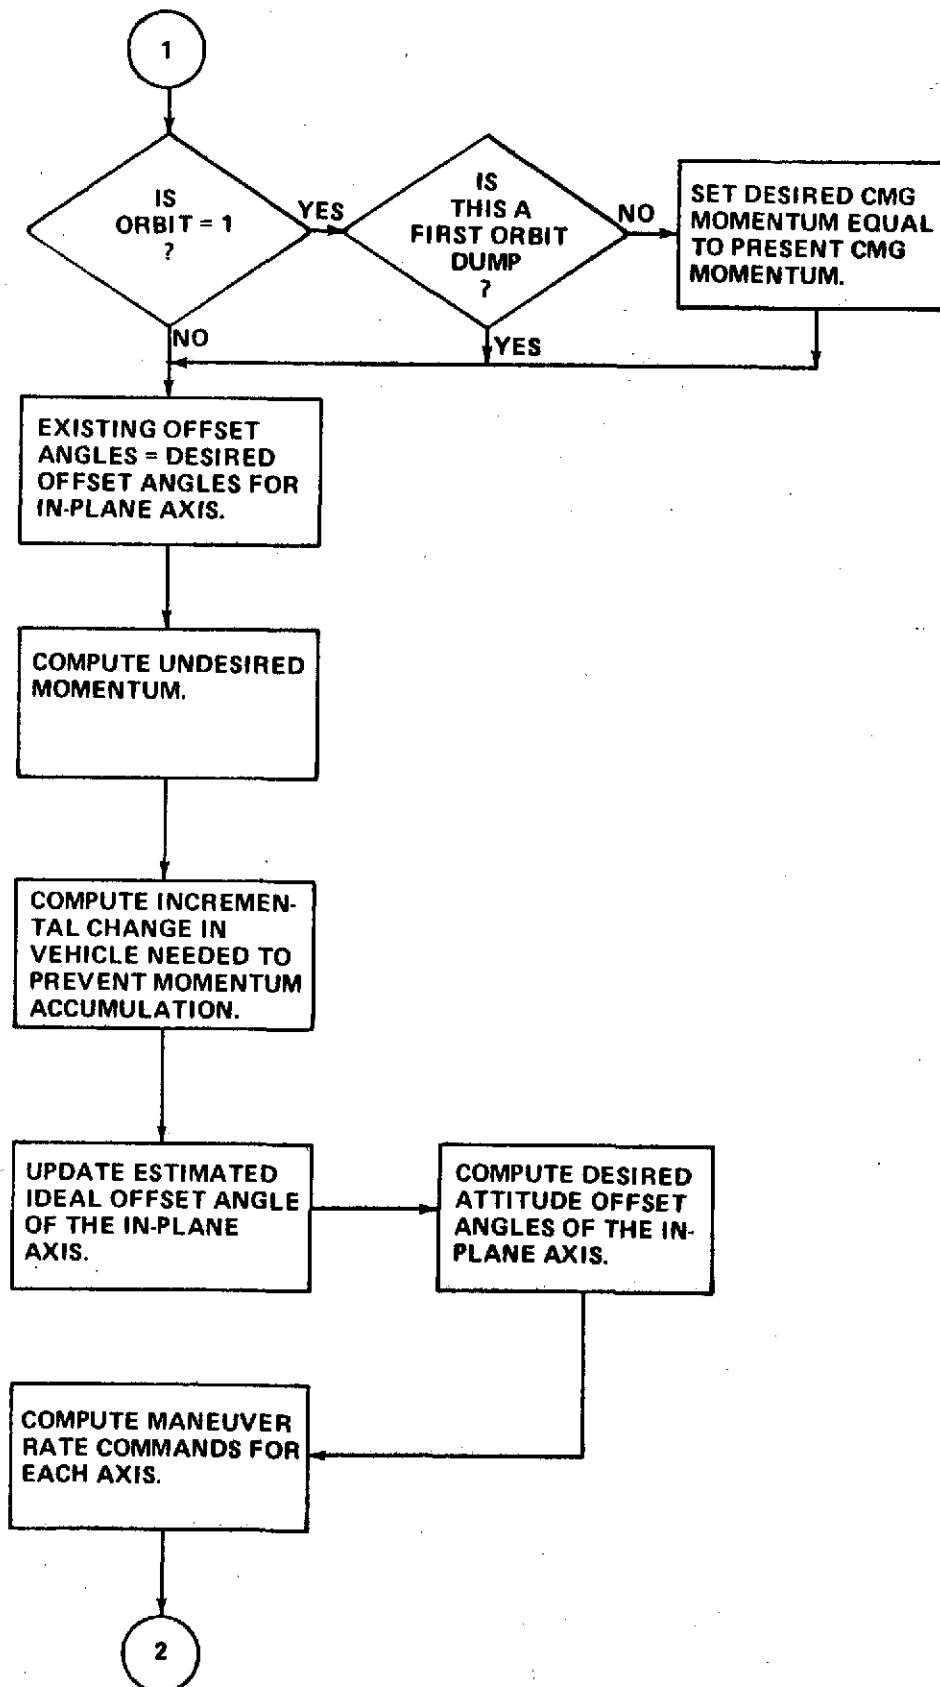 1
IS
ORBIT = 1
?
YES
IS
THIS A
FIRST ORBIT
DUMP
?
NO
SET DESIRED CMG
MOMENTUM EQUAL
TO PRESENT CMG
MOMENTUM.
NO
YES
EXISTING OFFSET
ANGLES = DESIRED
OFFSET ANGLES FOR
IN-PLANE AXIS.
COMPUTE UNDESIRED
MOMENTUM.
COMPUTE INCREMEN-
TAL CHANGE IN
VEHICLE NEEDED TO
PREVENT MOMENTUM
ACCUMULATION.
UPDATE ESTIMATED
IDEAL OFFSET ANGLE
OF THE IN-PLANE
AXIS.
COMPUTE DESIRED
ATTITUDE OFFSET
ANGLES OF THE IN-
PLANE AXIS.
COMPUTE MANEUVER
RATE COMMANDS FOR
EACH AXIS.
2